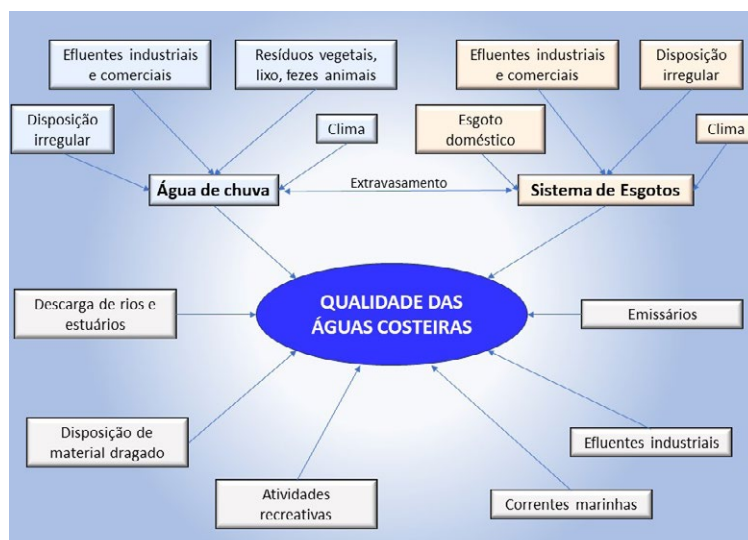 Efluentes industriais
e comerciais
Resíduos vegetais,
lixo, fezes animais
Efluentes industriais
e comerciais
Disposição
irregular
Disposição
irregular
Clima
Esgoto
doméstico
Clima
Água de chuva
Extravasamento
Sistema de Esgotos
QUALIDADE DAS
ÁGUAS COSTEIRAS
Descarga de rios e
estuários
Emissários
Disposição de
material dragado
Efluentes industriais
Atividades
recreativas
Correntes marinhas